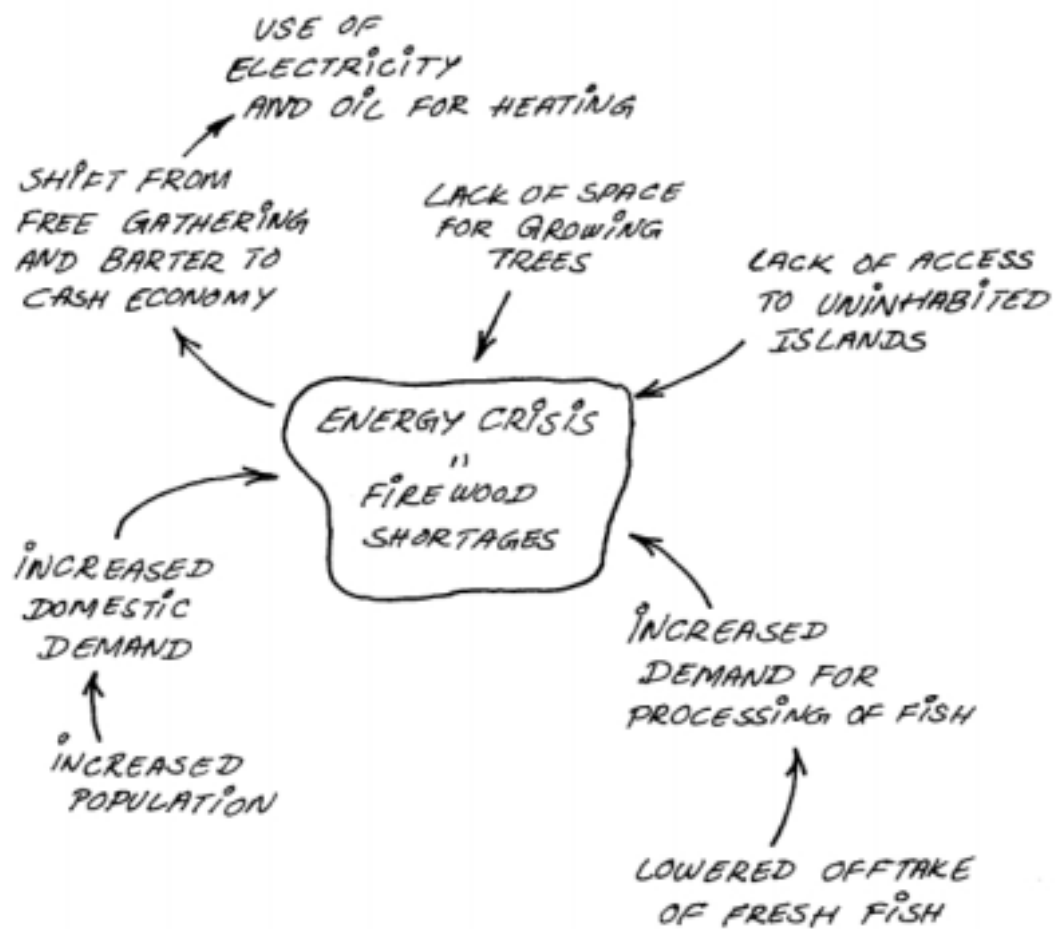 USE OF
ELECTRICITY
AND OIL FOR HEATING
SHIFT FROM
FREE GATHERING
AND BARTER TO
CASH ECONOMY
LACK OF SPACE
FOR GROWING
TREES
LACK OF ACCESS
TO UNINHABITED
ISLANDS
ENERGY CRISIS
"
FIREWOOD
SHORTAGES
INCREASED
DOMESTIC
DEMAND
INCREASED
POPULATION
INCREASED
DEMAND FOR
PROCESSING OF FISH
LOWERED OFFTAKE
OF FRESH FISH